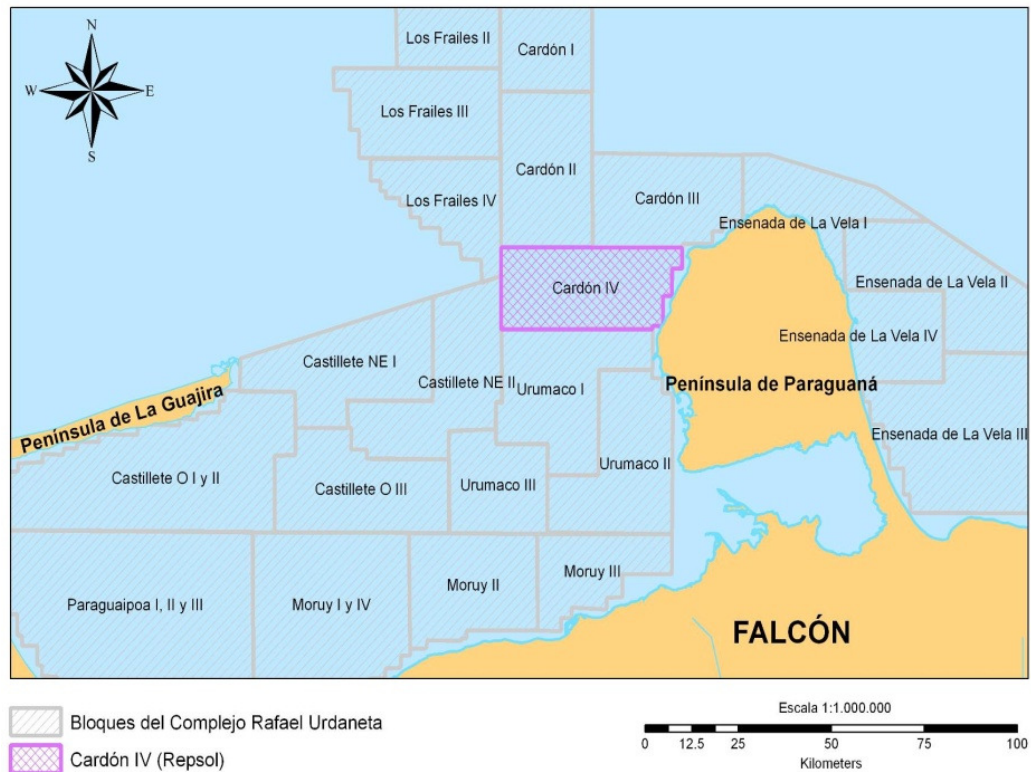 N
W
E
S
Los Frailes II
Cardón I
Los Frailes III
Cardón II
Los Frailes IV
Cardón III
Ensenada de La Vela I
Cardón IV
Ensenada de La Vela II
Castillete NE I
Ensenada de La Vela IV
Castillete NE II
Urumaco I
Península de Paraguaná
Península de La Guajira
Ensenada de La Vela III
Urumaco II
Castillete O I y II
Castillete O III
Urumaco III
Moruy III
Moruy II
Paraguaipoa I, II y III
Moruy I y IV
FALCÓN
Bloques del Complejo Rafael Urdaneta
Cardón IV (Repsol)
Escala 1:1.000.000
0 12.5 25 50 75 100
Kilometers